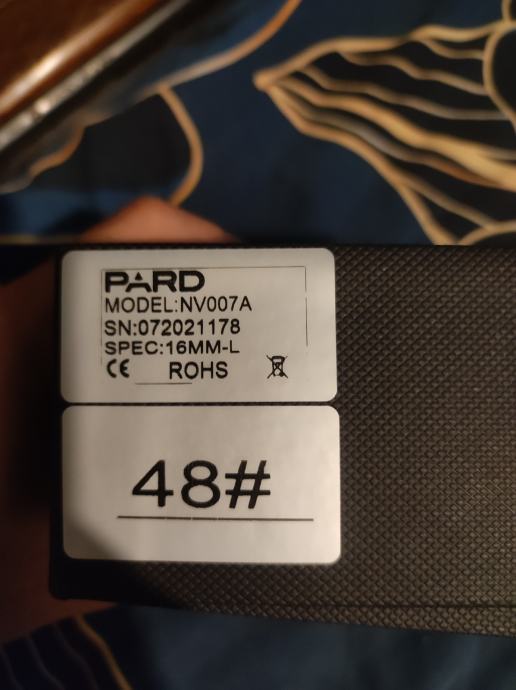 PARD
MODEL:NV007A
SN:072021178
SPEC:16MM-L
CE ROHS
48#